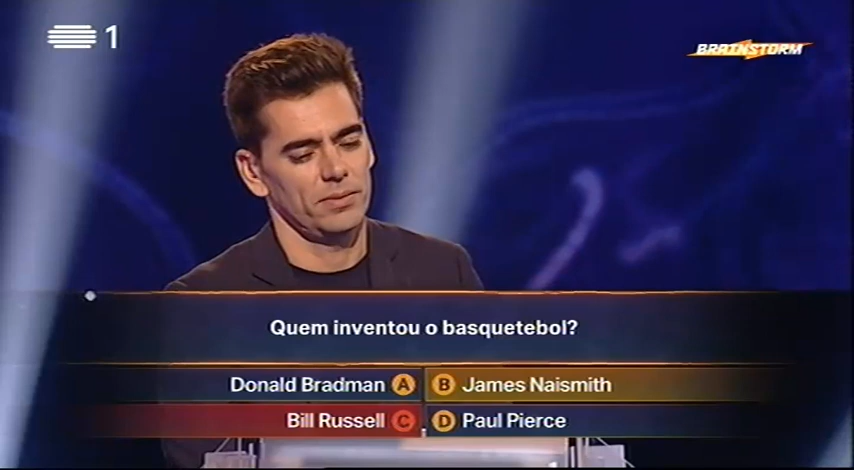 1
BRAINSTORM
Quem inventou o basquetebol?
Donald Bradman A
B James Naismith
Bill Russell C
D Paul Pierce